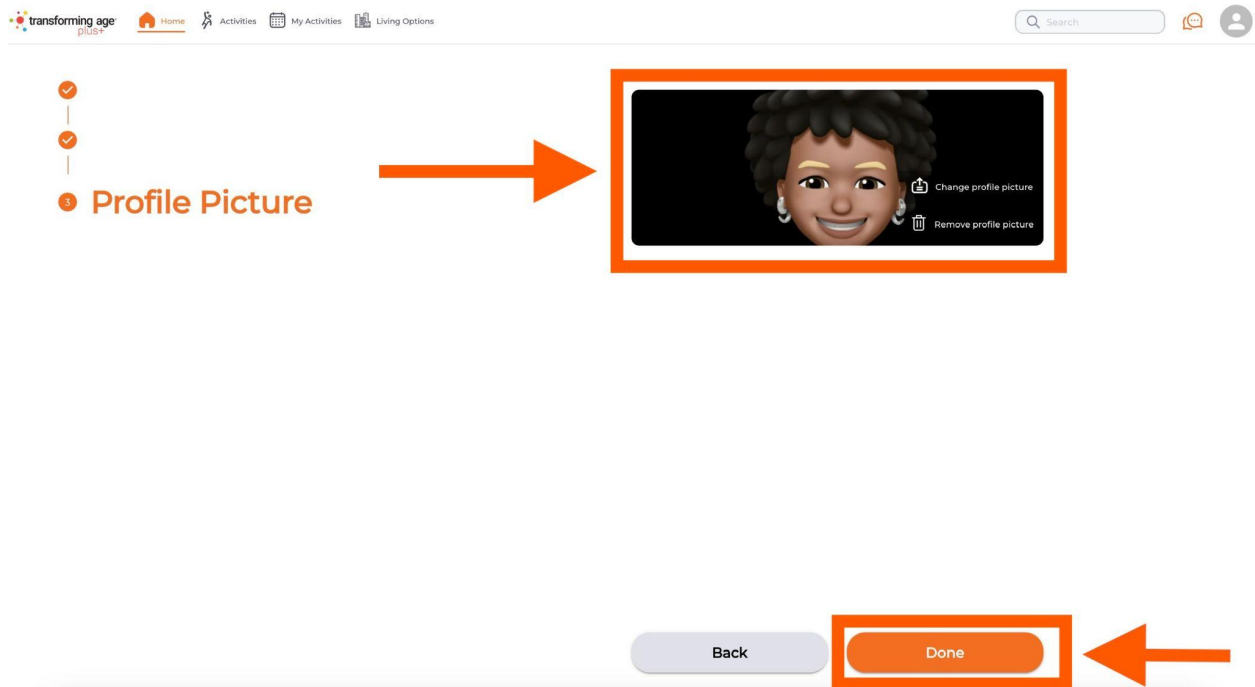 transforming age
plus+
Home
Activities
My Activities
Living Options
Search
3
Profile Picture
Change profile picture
Remove profile picture
Back
Done